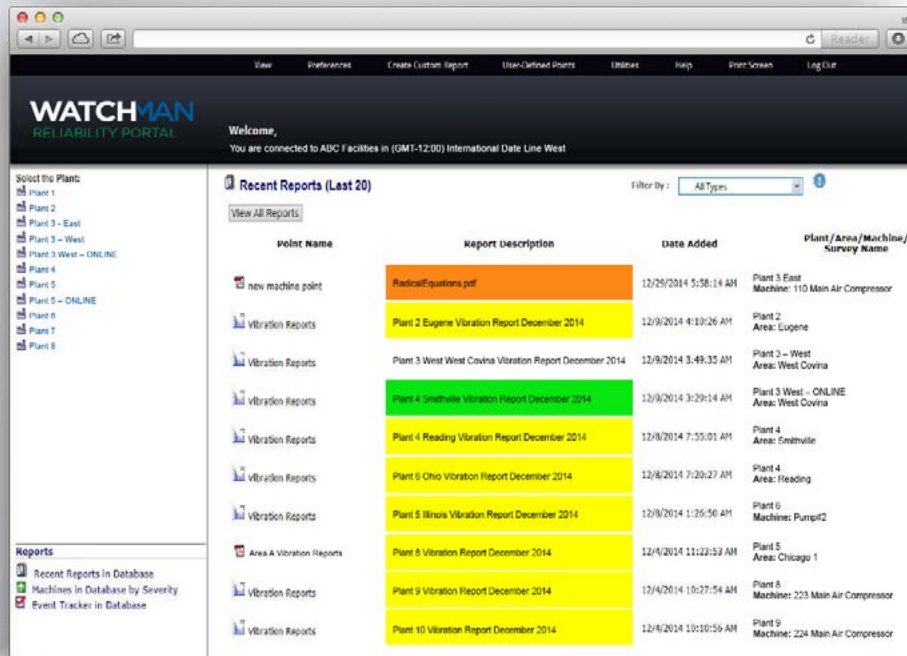 Reader
View Preferences Create Custom Report User-Defined Points Utilities Help Print Screen Log Out
WATCHMAN
RELIABILITY PORTAL
Welcome,
You are connected to ABC Facilities in (GMT-12:00) International Date Line West
Select the Plant:
Plant 1
Plant 2
Plant 3 - East
Plant 3 – West
Plant 3 West – ONLINE
Plant 4
Plant 5
Plant 5 – ONLINE
Plant 6
Plant 7
Plant 8
Reports
Recent Reports in Database
Machines in Database by Severity
Event Tracker in Database
Recent Reports (Last 20)
Filter By : All Types
View All Reports
Point Name Report Description Date Added Plant/Area/Machine/
Survey Name
new machine point RadicalEquations.pdf 12/29/2014 5:58:14 AM Plant 3 East
Machine: 110 Main Air Compressor
Vibration Reports Plant 2 Eugene Vibration Report December 2014 12/9/2014 4:10:26 AM Plant 2
Area: Eugene
Vibration Reports Plant 3 West West Covina Vibration Report December 2014 12/9/2014 3:49:35 AM Plant 3 – West
Area: West Covina
Vibration Reports Plant 4 Smithville Vibration Report December 2014 12/9/2014 3:29:14 AM Plant 3 West – ONLINE
Area: West Covina
Vibration Reports Plant 4 Reading Vibration Report December 2014 12/8/2014 7:55:01 AM Plant 4
Area: Smithville
Vibration Reports Plant 6 Ohio Vibration Report December 2014 12/8/2014 7:20:27 AM Plant 4
Area: Reading
Vibration Reports Plant 5 Illinois Vibration Report December 2014 12/8/2014 1:26:50 AM Plant 6
Machine: Pump#2
Area A Vibration Reports Plant 8 Vibration Report December 2014 12/4/2014 11:23:53 AM Plant 5
Area: Chicago 1
Vibration Reports Plant 9 Vibration Report December 2014 12/4/2014 10:27:54 AM Plant 8
Machine: 223 Main Air Compressor
Vibration Reports Plant 10 Vibration Report December 2014 12/4/2014 10:10:56 AM Plant 9
Machine: 224 Main Air Compressor